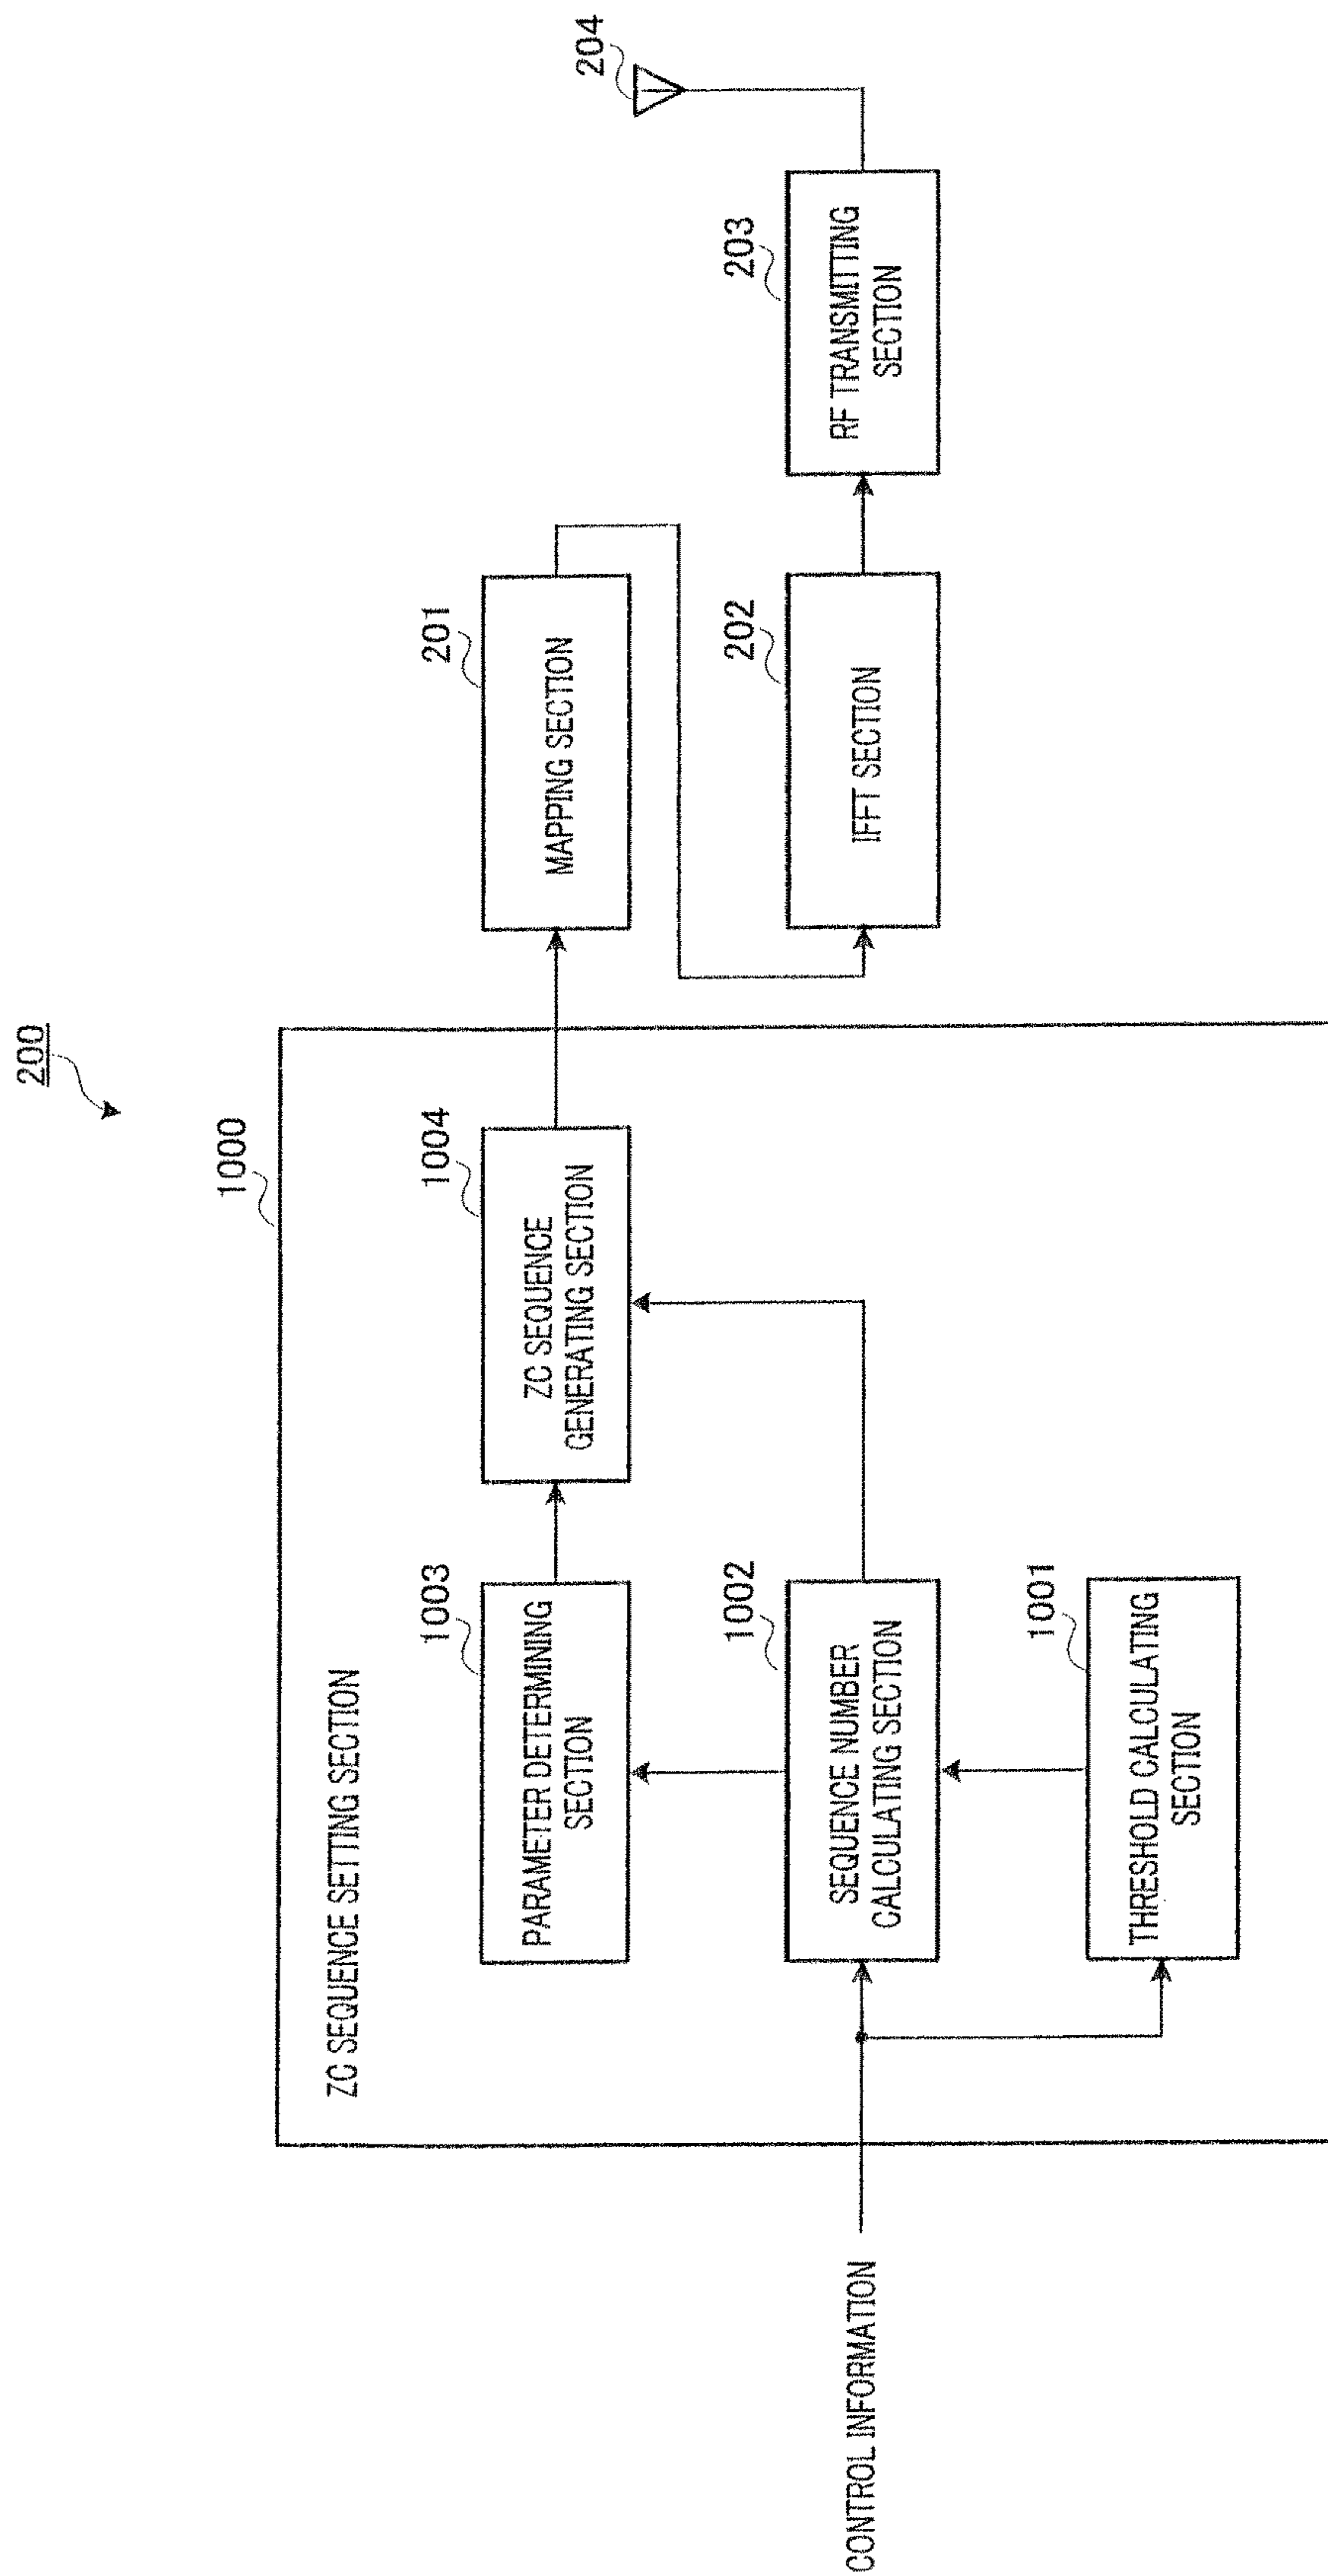 200
1000
ZC SEQUENCE SETTING SECTION
1003
PARAMETER DETERMINING
SECTION
1004
ZC SEQUENCE
GENERATING SECTION
201
MAPPING SECTION
204
CONTROL INFORMATION
1002
SEQUENCE NUMBER
CALCULATING SECTION
202
IFFT SECTION
203
RF TRANSMITTING
SECTION
1001
THRESHOLD CALCULATING
SECTION